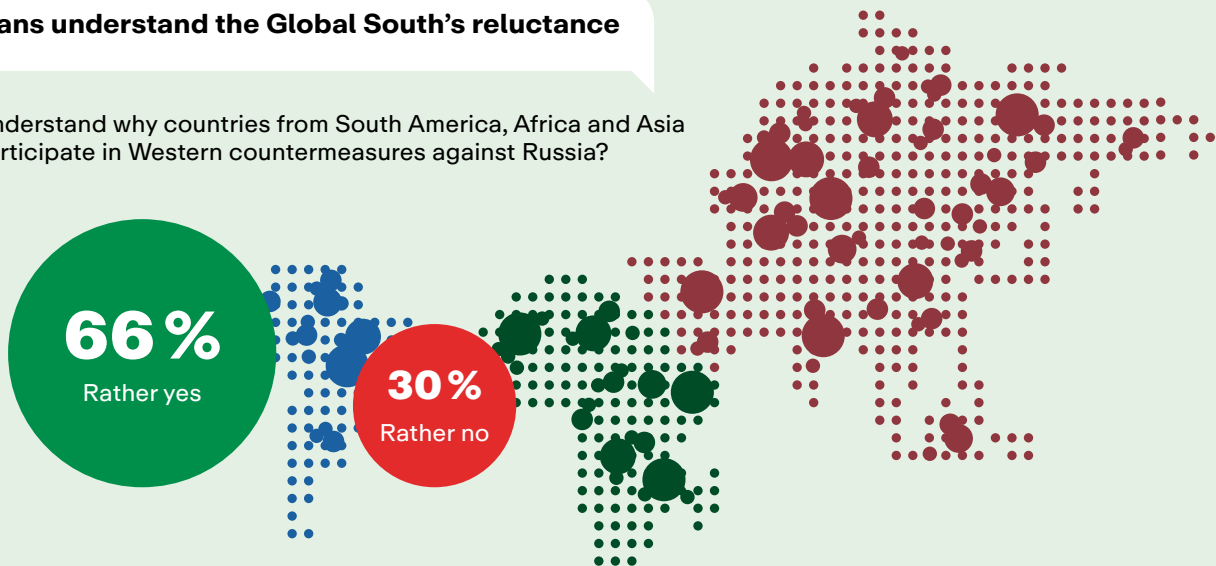 ans understand the Global South’s reluctance
nderstand why countries from South America, Africa and Asia
rticipate in Western countermeasures against Russia?
66 %
Rather yes
30 %
Rather no